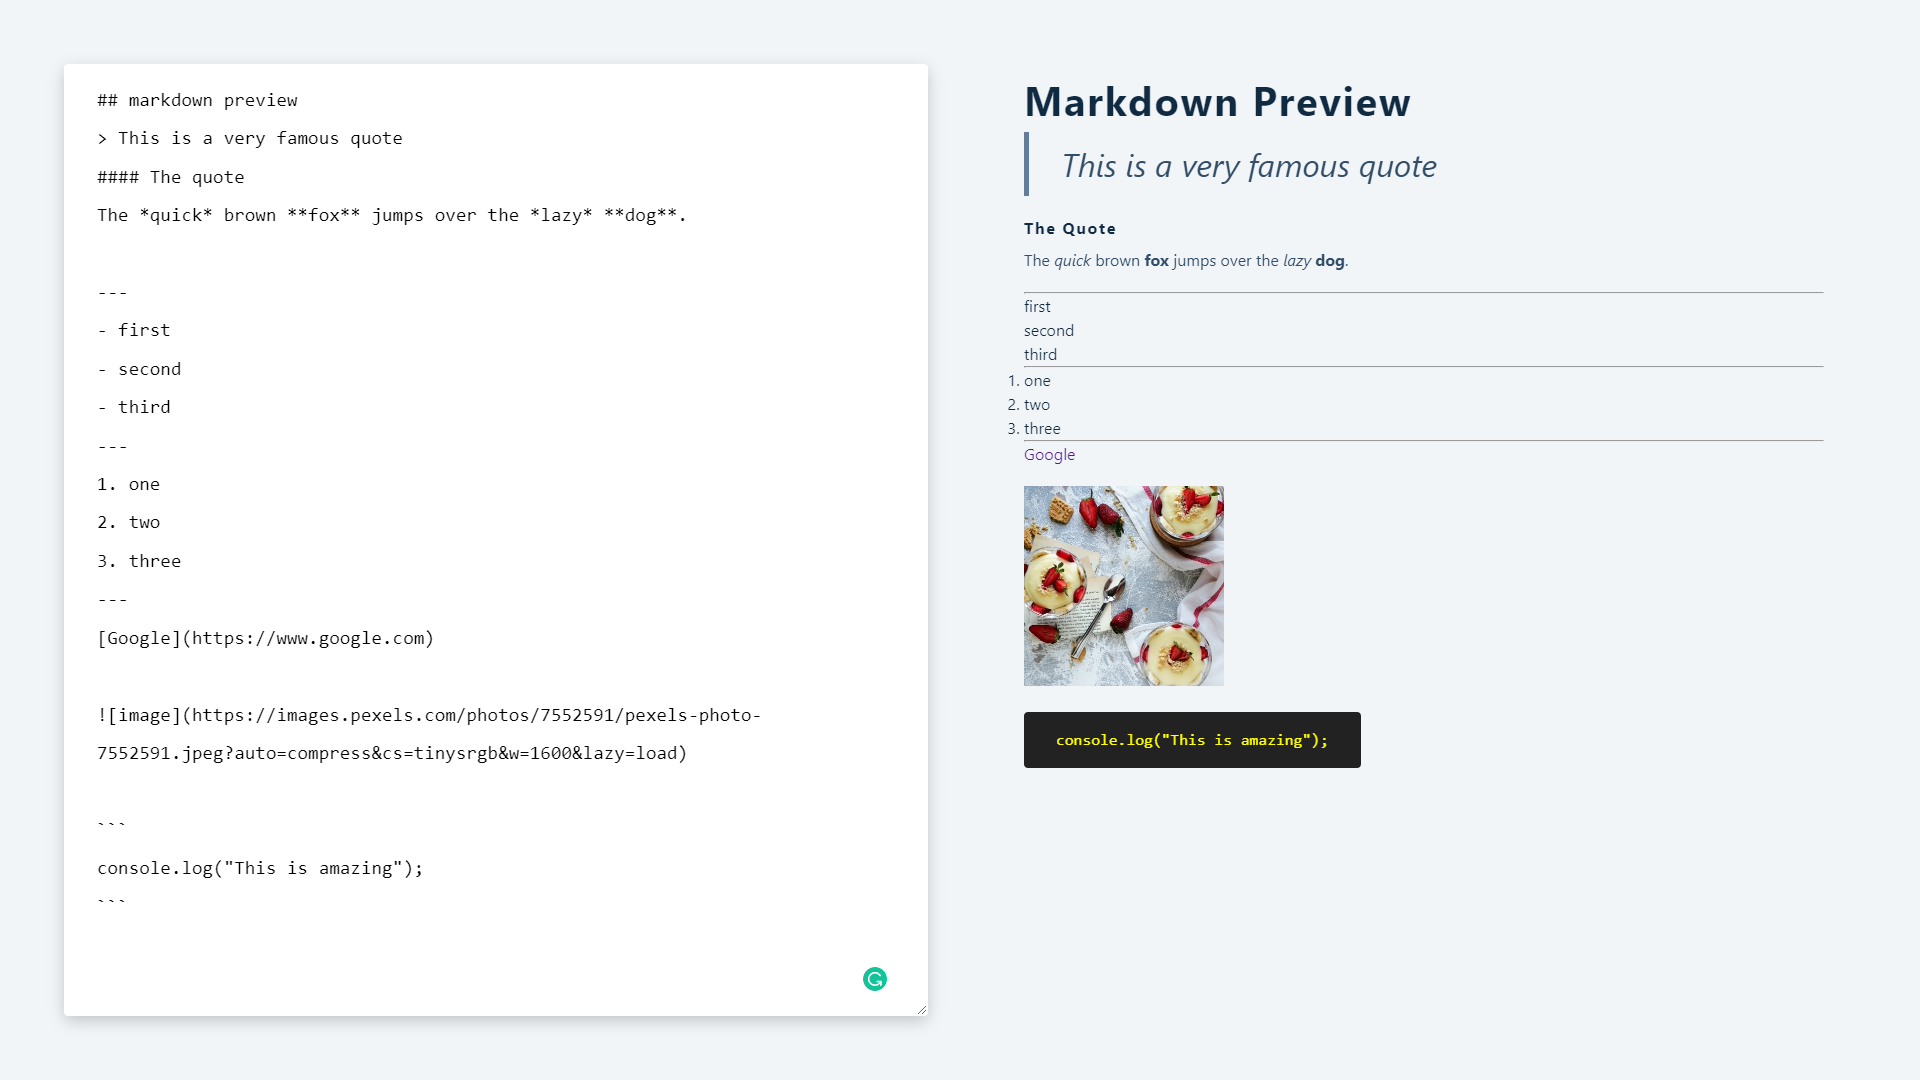 ## markdown preview
> This is a very famous quote
#### The quote
The *quick* brown **fox** jumps over the *lazy* **dog**.
---
- first
- second
- third
---
1. one
2. two
3. three
---
[Google](https://www.google.com)
![image](https://images.pexels.com/photos/7552591/pexels-photo-
7552591.jpeg?auto=compress&cs=tinysrgb&w=1600&lazy=load)
```
console.log("This is amazing");
```
Markdown Preview
This is a very famous quote
The Quote
The quick brown fox jumps over the lazy dog.
first
second
third
1. one
2. two
3. three
Google
console.log("This is amazing");